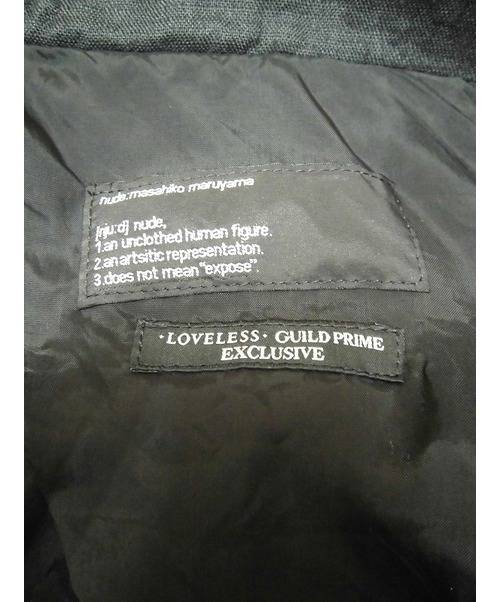 nude:masahiko maruyama
[nju:d] nude,
1.an unclothed human figure.
2.an artsitic representation.
3.does not mean "expose".
·LOVELESS· GUILD PRIME
EXCLUSIVE